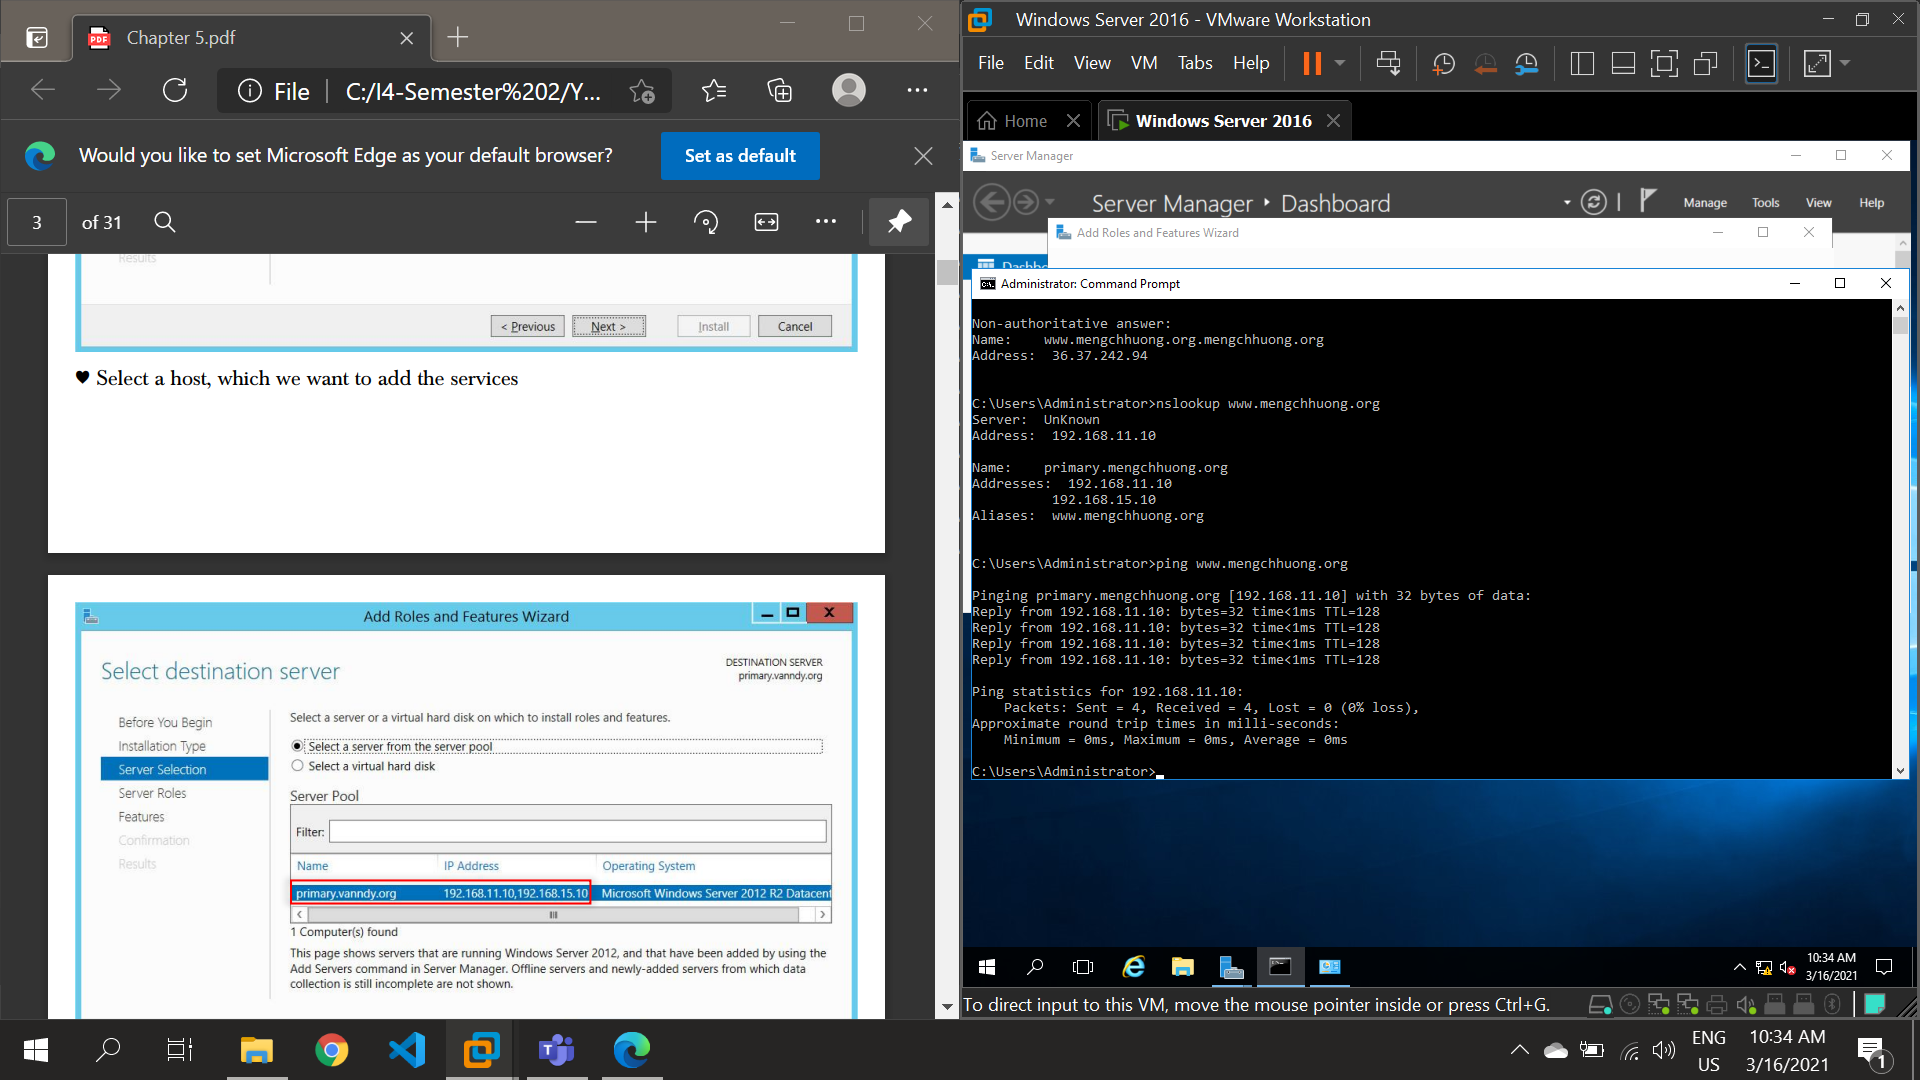 Chapter 5.pdf
File
C:/I4-Semester%202/Y...
Would you like to set Microsoft Edge as your default browser?
Set as default
3 of 31
Results
< Previous
Next >
Install
Cancel
♥ Select a host, which we want to add the services
Add Roles and Features Wizard
Select destination server
DESTINATION SERVER
primary.vanndy.org
Before You Begin
Installation Type
Server Selection
Server Roles
Features
Confirmation
Results
Select a server or a virtual hard disk on which to install roles and features.
Select a server from the server pool
Select a virtual hard disk
Server Pool
Filter:
Name IP Address Operating System
primary.vanndy.org 192.168.11.10,192.168.15.10 Microsoft Windows Server 2012 R2 Datacent
1 Computer(s) found
This page shows servers that are running Windows Server 2012, and that have been added by using the
Add Servers command in Server Manager. Offline servers and newly-added servers from which data
collection is still incomplete are not shown.
Windows Server 2016 - VMware Workstation
File Edit View VM Tabs Help
Home
Windows Server 2016
Server Manager
Server Manager • Dashboard
Manage Tools View Help
Add Roles and Features Wizard
Dashbo
Administrator: Command Prompt
Non-authoritative answer:
Name: www.mengchhuong.org.mengchhuong.org
Address: 36.37.242.94
C:\Users\Administrator>nslookup www.mengchhuong.org
Server: UnKnown
Address: 192.168.11.10
Name: primary.mengchhuong.org
Addresses: 192.168.11.10
192.168.15.10
Aliases: www.mengchhuong.org
C:\Users\Administrator>ping www.mengchhuong.org
Pinging primary.mengchhuong.org [192.168.11.10] with 32 bytes of data:
Reply from 192.168.11.10: bytes=32 time<1ms TTL=128
Reply from 192.168.11.10: bytes=32 time<1ms TTL=128
Reply from 192.168.11.10: bytes=32 time<1ms TTL=128
Reply from 192.168.11.10: bytes=32 time<1ms TTL=128
Ping statistics for 192.168.11.10:
Packets: Sent = 4, Received = 4, Lost = 0 (0% loss),
Approximate round trip times in milli-seconds:
Minimum = 0ms, Maximum = 0ms, Average = 0ms
C:\Users\Administrator>_
10:34 AM
3/16/2021
To direct input to this VM, move the mouse pointer inside or press Ctrl+G.
ENG
US
10:34 AM
3/16/2021
1